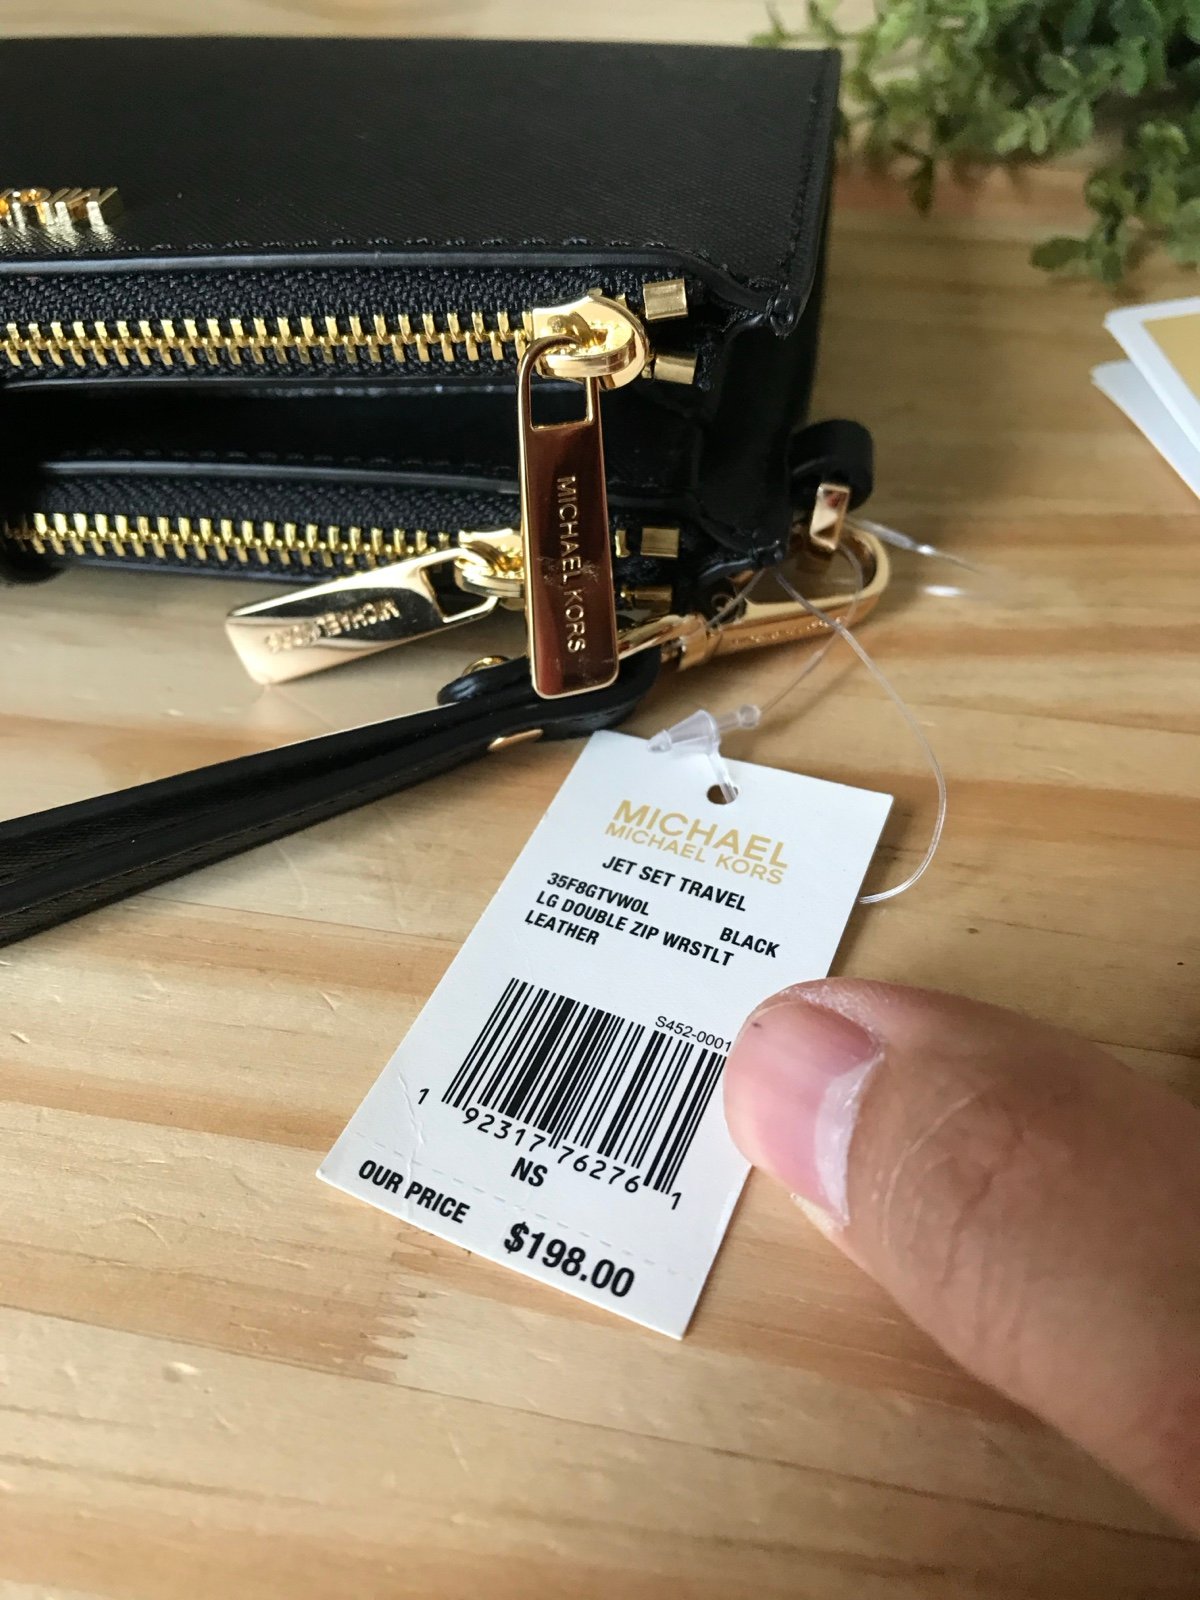 MICHAEL KORS
MICHAEL KORS
MICHAEL
MICHAEL KORS
JET SET TRAVEL
35F8GTVW0L BLACK
LG DOUBLE ZIP WRSTLT
LEATHER
S452-0001
1 92317 76276 1
NS
OUR PRICE $198.00